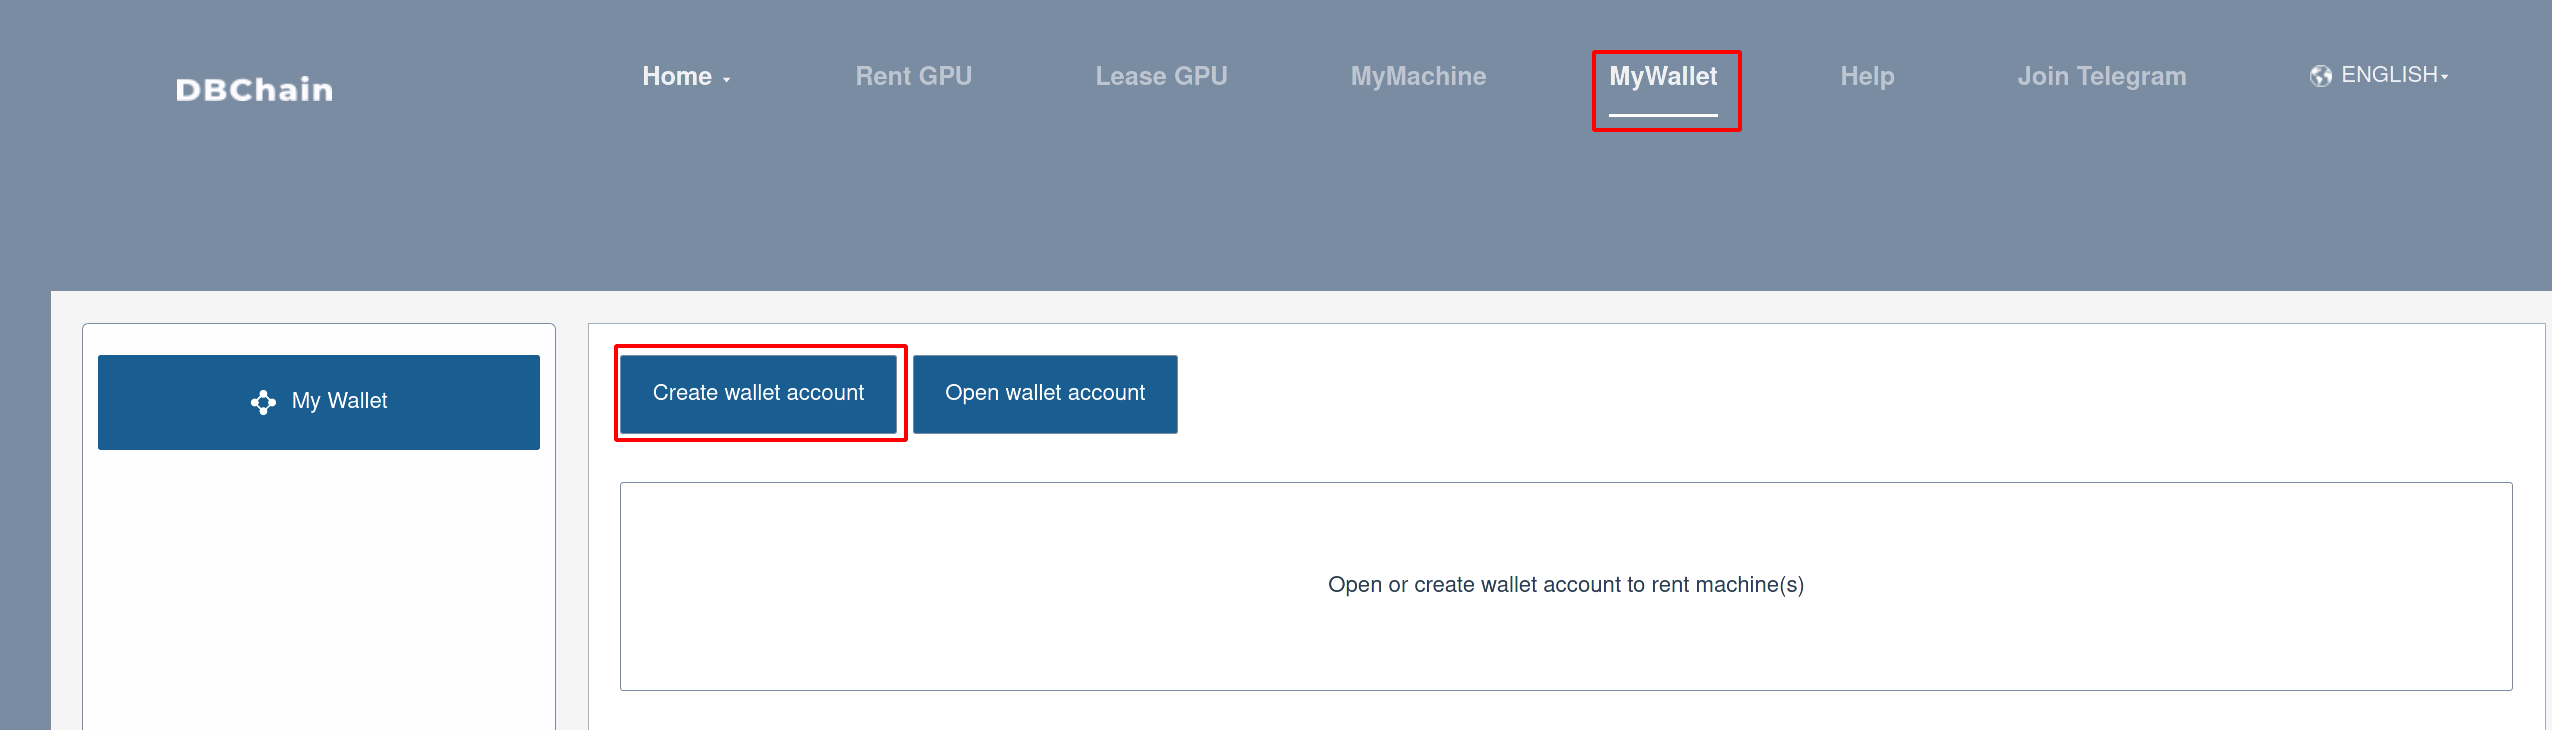 DBChain
Home
Rent GPU
Lease GPU
MyMachine
MyWallet
Help
Join Telegram
ENGLISH
My Wallet
Create wallet account
Open wallet account
Open or create wallet account to rent machine(s)